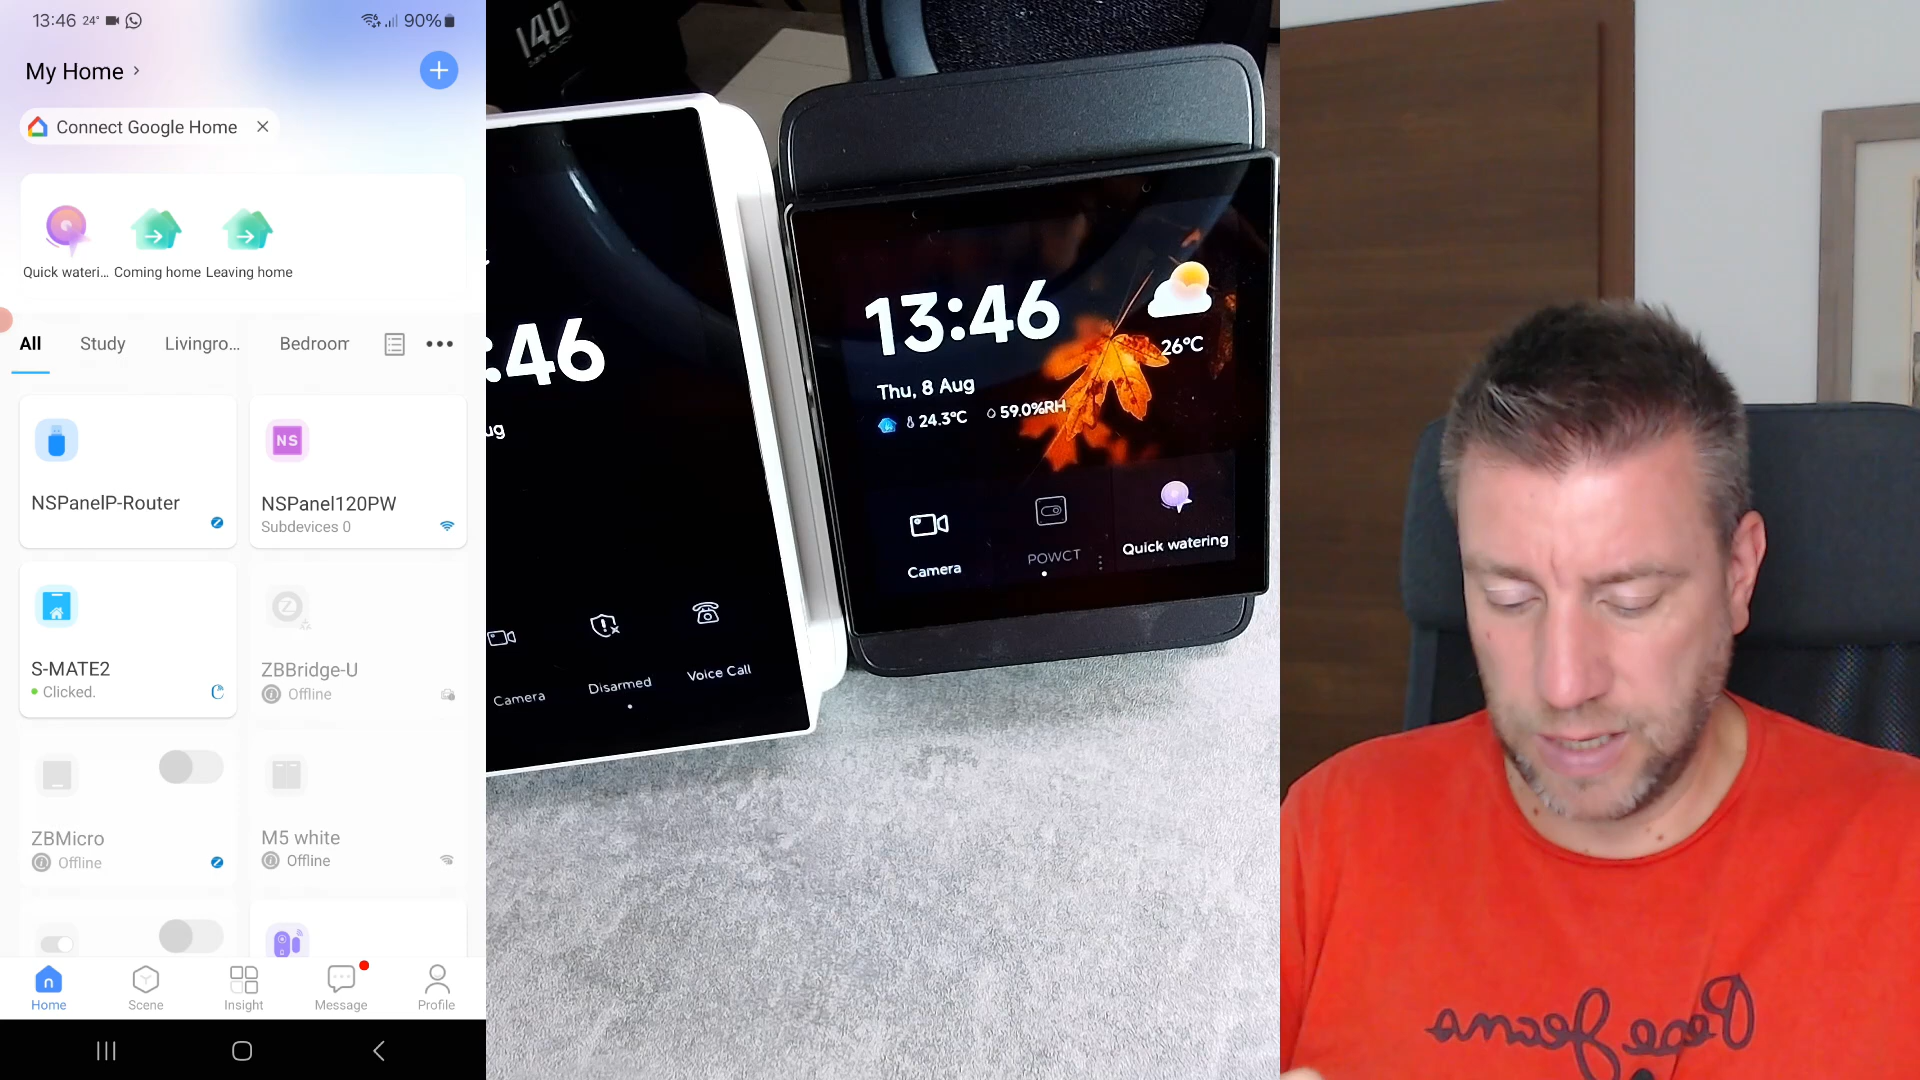 13:46 24° 90%
My Home
Connect Google Home
Quick wateri... Coming home Leaving home
All Study Livingro... Bedroom
NSPanelP-Router
NS
NSPanel120PW
Subdevices 0
S-MATE2
Clicked.
ZBBridge-U
Offline
ZBMicro
Offline
M5 white
Offline
Home Scene Insight Message Profile
140
:46
ug
Camera Disarmed Voice Call
13:46
26°C
Thu, 8 Aug
24.3°C 59.0%RH
Camera POWCT Quick watering
Pepe Jeans